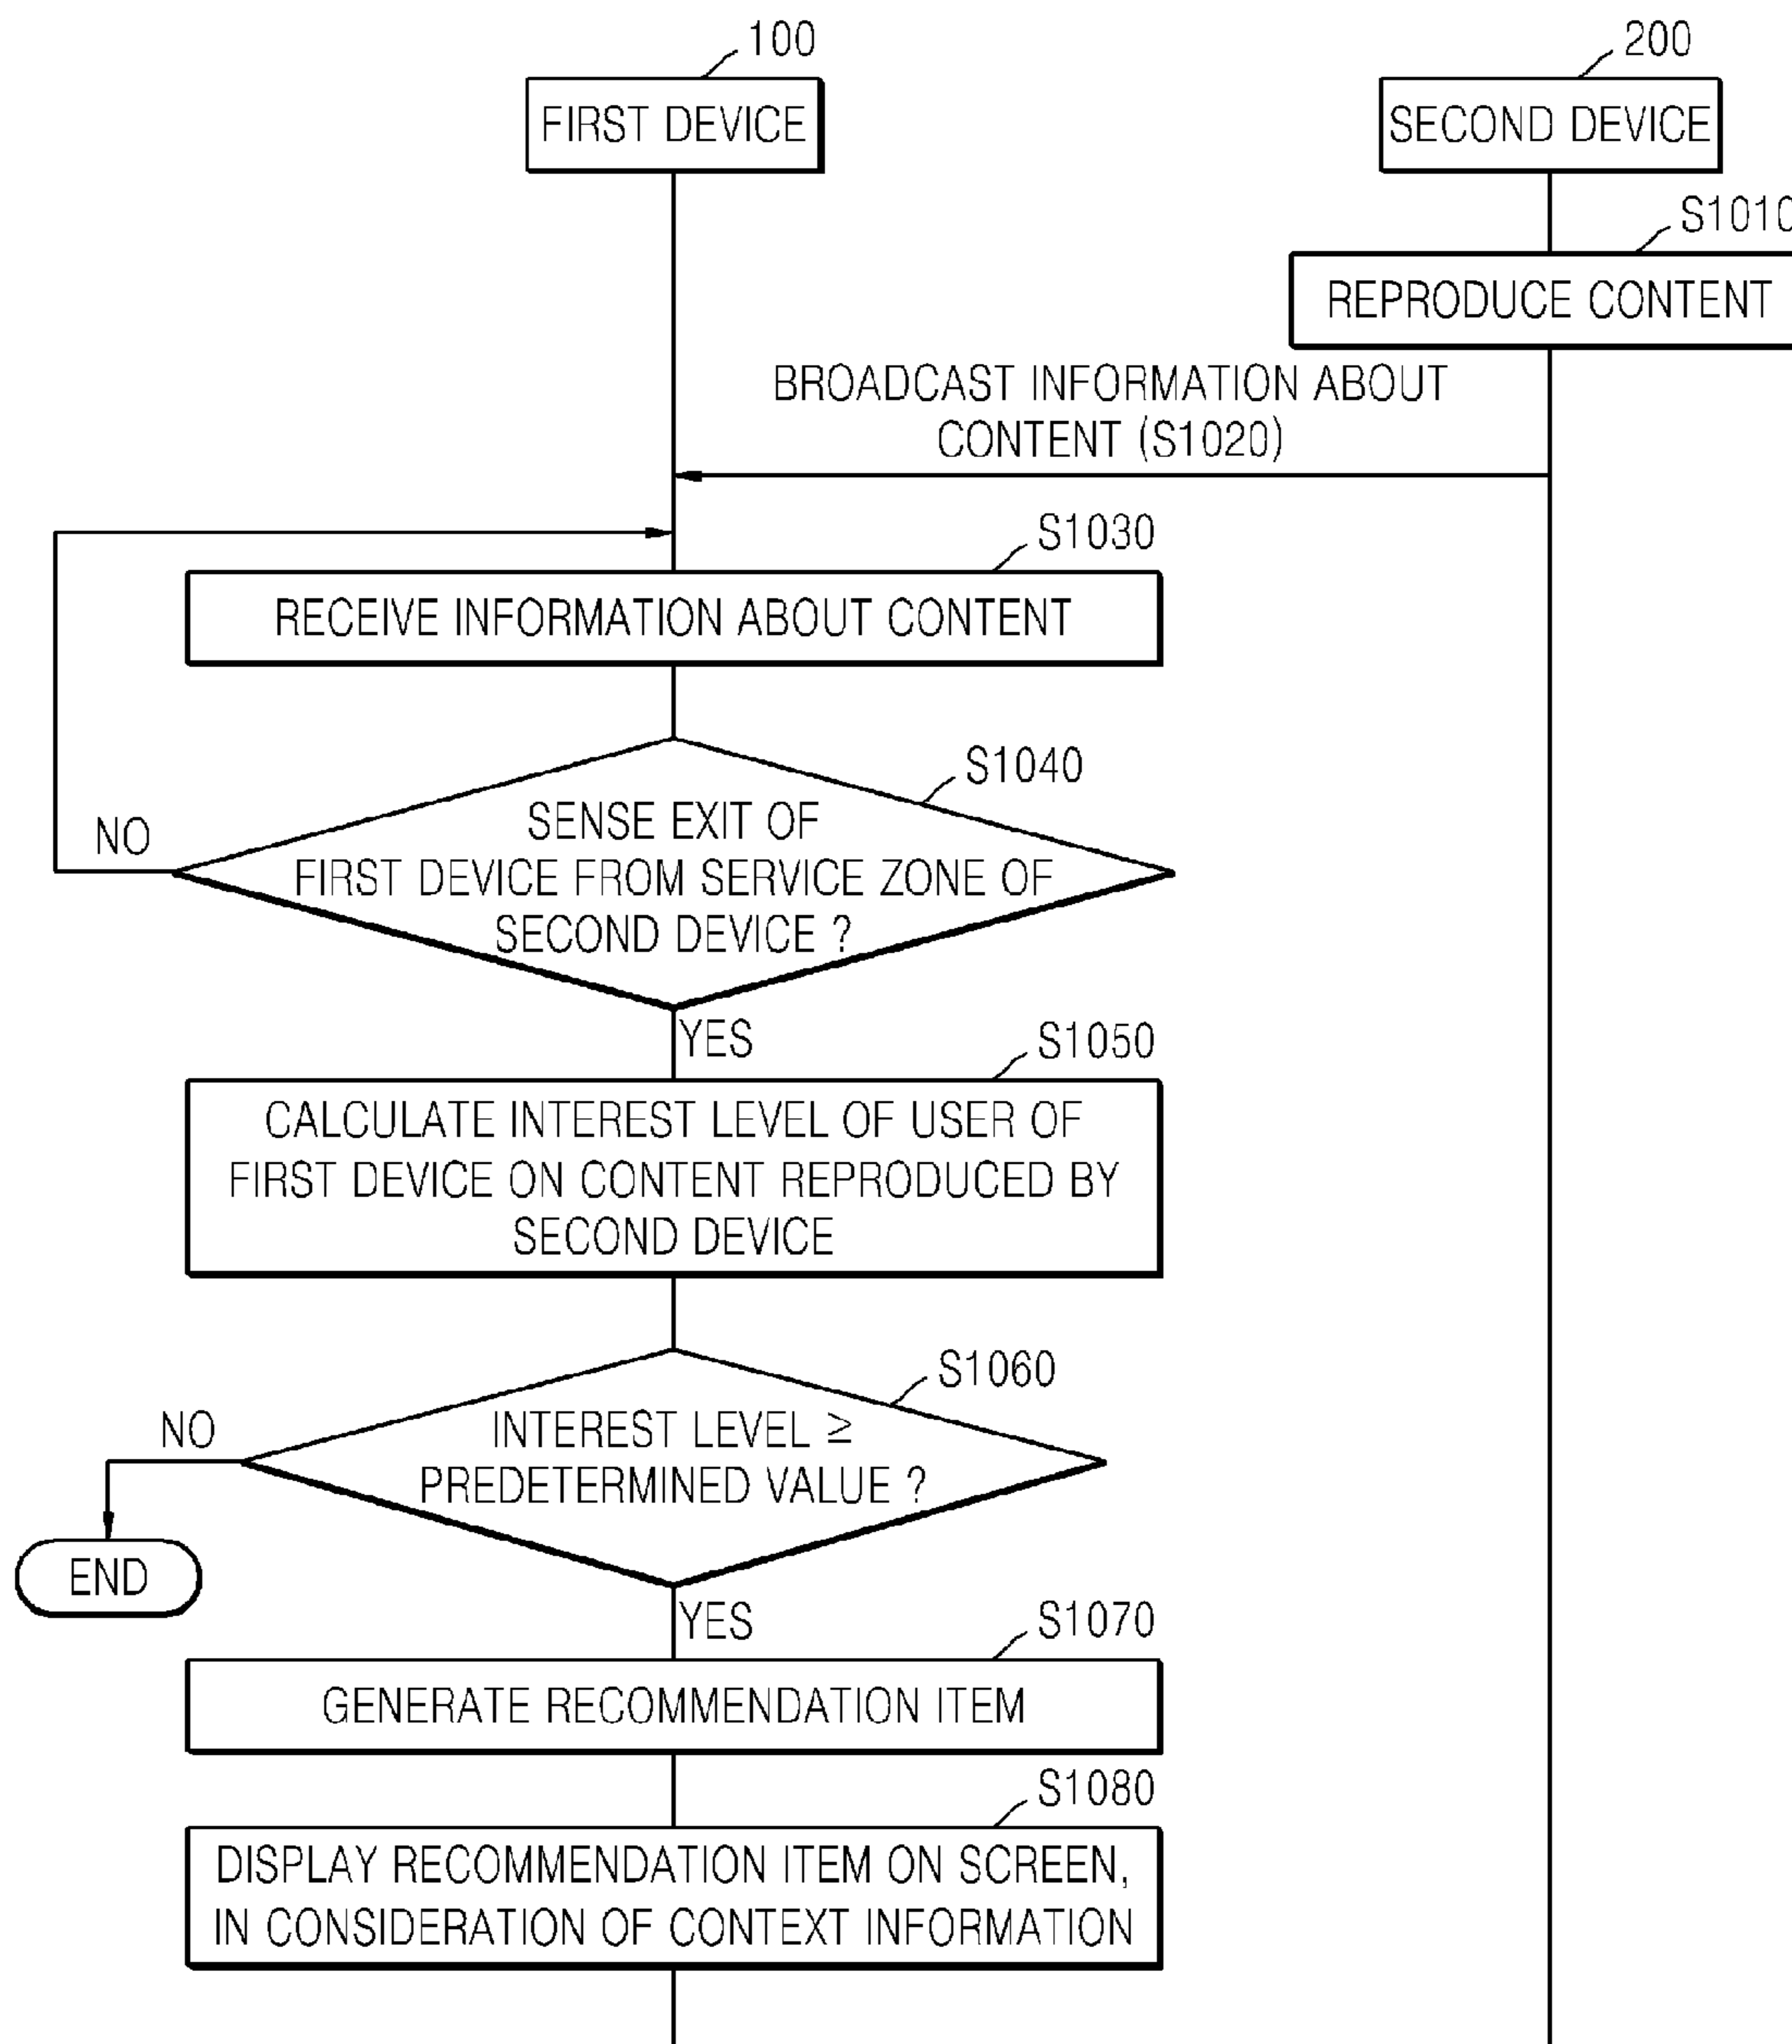 100
200
FIRST DEVICE
SECOND DEVICE
S1010
REPRODUCE CONTENT
BROADCAST INFORMATION ABOUT
CONTENT (S1020)
S1030
RECEIVE INFORMATION ABOUT CONTENT
S1040
SENSE EXIT OF
FIRST DEVICE FROM SERVICE ZONE OF
SECOND DEVICE ?
NO
YES
S1050
CALCULATE INTEREST LEVEL OF USER OF
FIRST DEVICE ON CONTENT REPRODUCED BY
SECOND DEVICE
S1060
INTEREST LEVEL ≥
PREDETERMINED VALUE ?
NO
END
YES
S1070
GENERATE RECOMMENDATION ITEM
S1080
DISPLAY RECOMMENDATION ITEM ON SCREEN,
IN CONSIDERATION OF CONTEXT INFORMATION